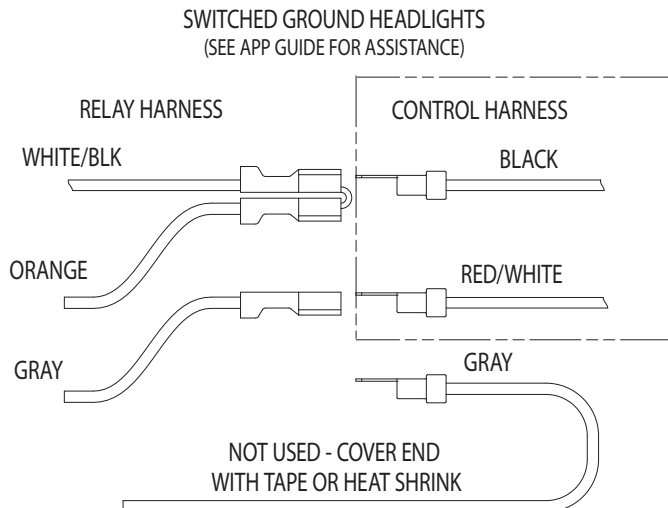 SWITCHED GROUND HEADLIGHTS
(SEE APP GUIDE FOR ASSISTANCE)
RELAY HARNESS
CONTROL HARNESS
WHITE/BLK
BLACK
ORANGE
RED/WHITE
GRAY
GRAY
NOT USED - COVER END
WITH TAPE OR HEAT SHRINK